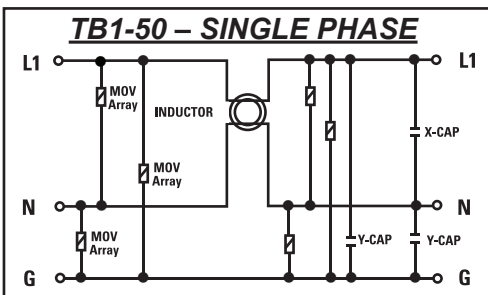 TB1-50 – SINGLE PHASE
L1
L1
MOV
Array
INDUCTOR
X-CAP
MOV
Array
N
N
MOV
Array
Y-CAP
Y-CAP
G
G